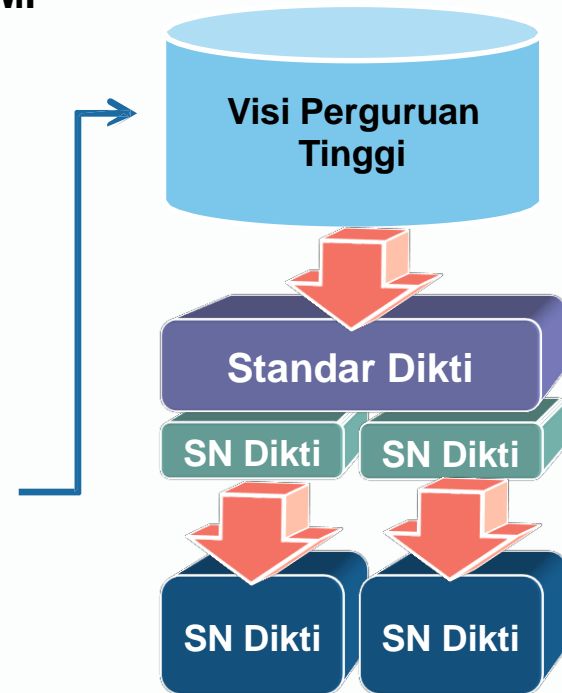 Visi Perguruan
Tinggi
Standar Dikti
SN Dikti
SN Dikti
SN Dikti
SN Dikti